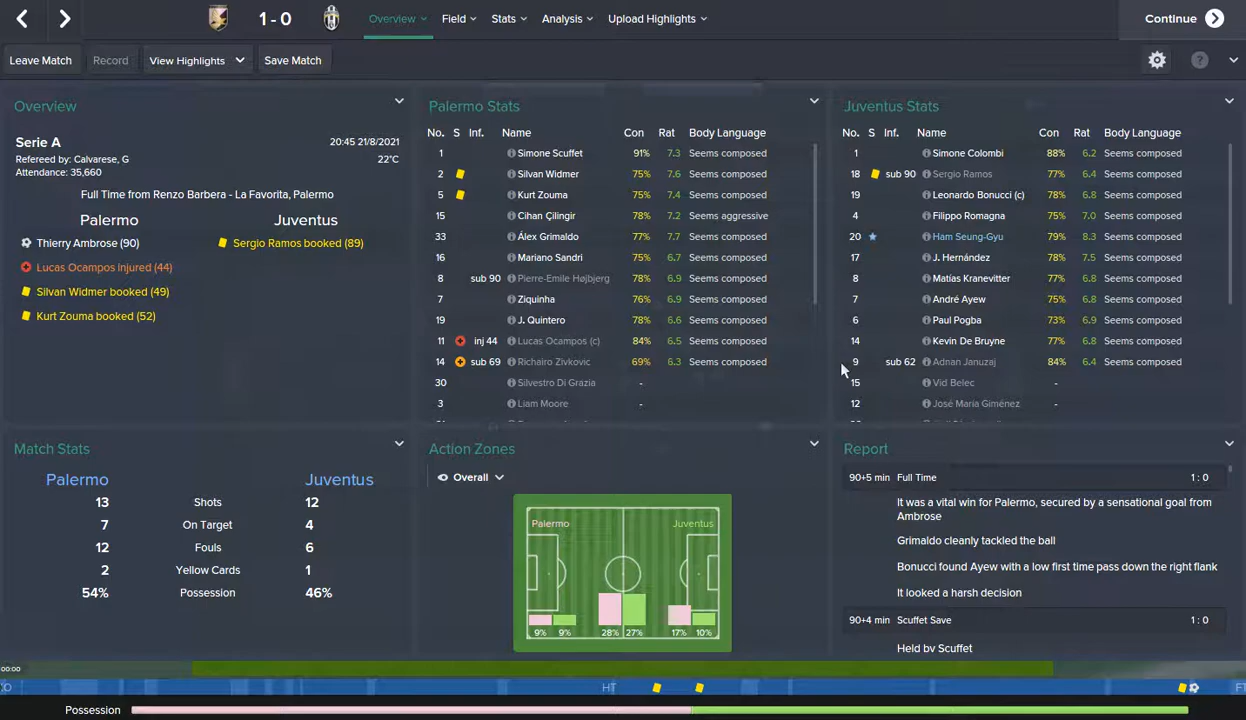 1 - 0
Overview
Field
Stats
Analysis
Upload Highlights
Continue
Leave Match
Record
View Highlights
Save Match
?
Overview
Serie A
20:45 21/8/2021
Refereed by: Calvarese, G
22°C
Attendance: 35,660
Full Time from Renzo Barbera - La Favorita, Palermo
Palermo Juventus
Thierry Ambrose (90) Sergio Ramos booked (89)
Lucas Ocampos injured (44)
Silvan Widmer booked (49)
Kurt Zouma booked (52)
Palermo Stats
No. S Inf. Name Con Rat Body Language
1 Simone Scuffet 91% 7.3 Seems composed
2 Silvan Widmer 75% 7.6 Seems composed
5 Kurt Zouma 75% 7.4 Seems composed
15 Cihan Çilingir 78% 7.2 Seems aggressive
33 Álex Grimaldo 77% 7.7 Seems composed
16 Mariano Sandri 75% 6.7 Seems composed
8 sub 90 Pierre-Emile Højbjerg 78% 6.9 Seems composed
7 Ziquinha 76% 6.9 Seems composed
19 J. Quintero 78% 6.6 Seems composed
11 inj 44 Lucas Ocampos (c) 84% 6.5 Seems composed
14 sub 69 Richairo Zivkovic 69% 6.3 Seems composed
30 Silvestro Di Grazia -
3 Liam Moore -
Juventus Stats
No. S Inf. Name Con Rat Body Language
1 Simone Colombi 88% 6.2 Seems composed
18 sub 90 Sergio Ramos 77% 6.4 Seems composed
19 Leonardo Bonucci (c) 78% 6.8 Seems composed
4 Filippo Romagna 75% 7.0 Seems composed
20 Ham Seung-Gyu 79% 8.3 Seems composed
17 J. Hernández 78% 7.5 Seems composed
8 Matías Kranevitter 77% 6.8 Seems composed
7 André Ayew 75% 6.8 Seems composed
6 Paul Pogba 73% 6.9 Seems composed
14 Kevin De Bruyne 77% 6.8 Seems composed
9 sub 62 Adnan Januzaj 84% 6.4 Seems composed
15 Vid Belec -
12 José María Giménez -
Match Stats
Palermo Juventus
13 Shots 12
7 On Target 4
12 Fouls 6
2 Yellow Cards 1
54% Possession 46%
Action Zones
Overall
Palermo Juventus
9% 9% 28% 27% 17% 10%
Report
90+5 min Full Time 1 : 0
It was a vital win for Palermo, secured by a sensational goal from
Ambrose
Grimaldo cleanly tackled the ball
Bonucci found Ayew with a low first time pass down the right flank
It looked a harsh decision
90+4 min Scuffet Save 1 : 0
Held by Scuffet
00:00
HT
Possession